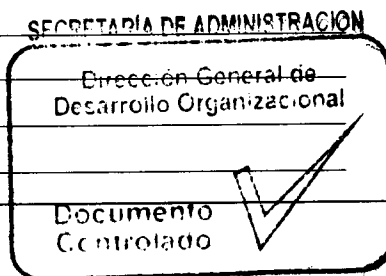 SECRETARÍA DE ADMINISTRACIÓN
Dirección General de
Desarrollo Organizacional
Documento
Controlado